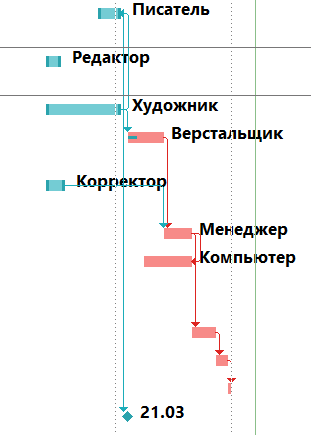 Писатель
Редактор
Художник
Верстальщик
Корректор
Менеджер
Компьютер
21.03